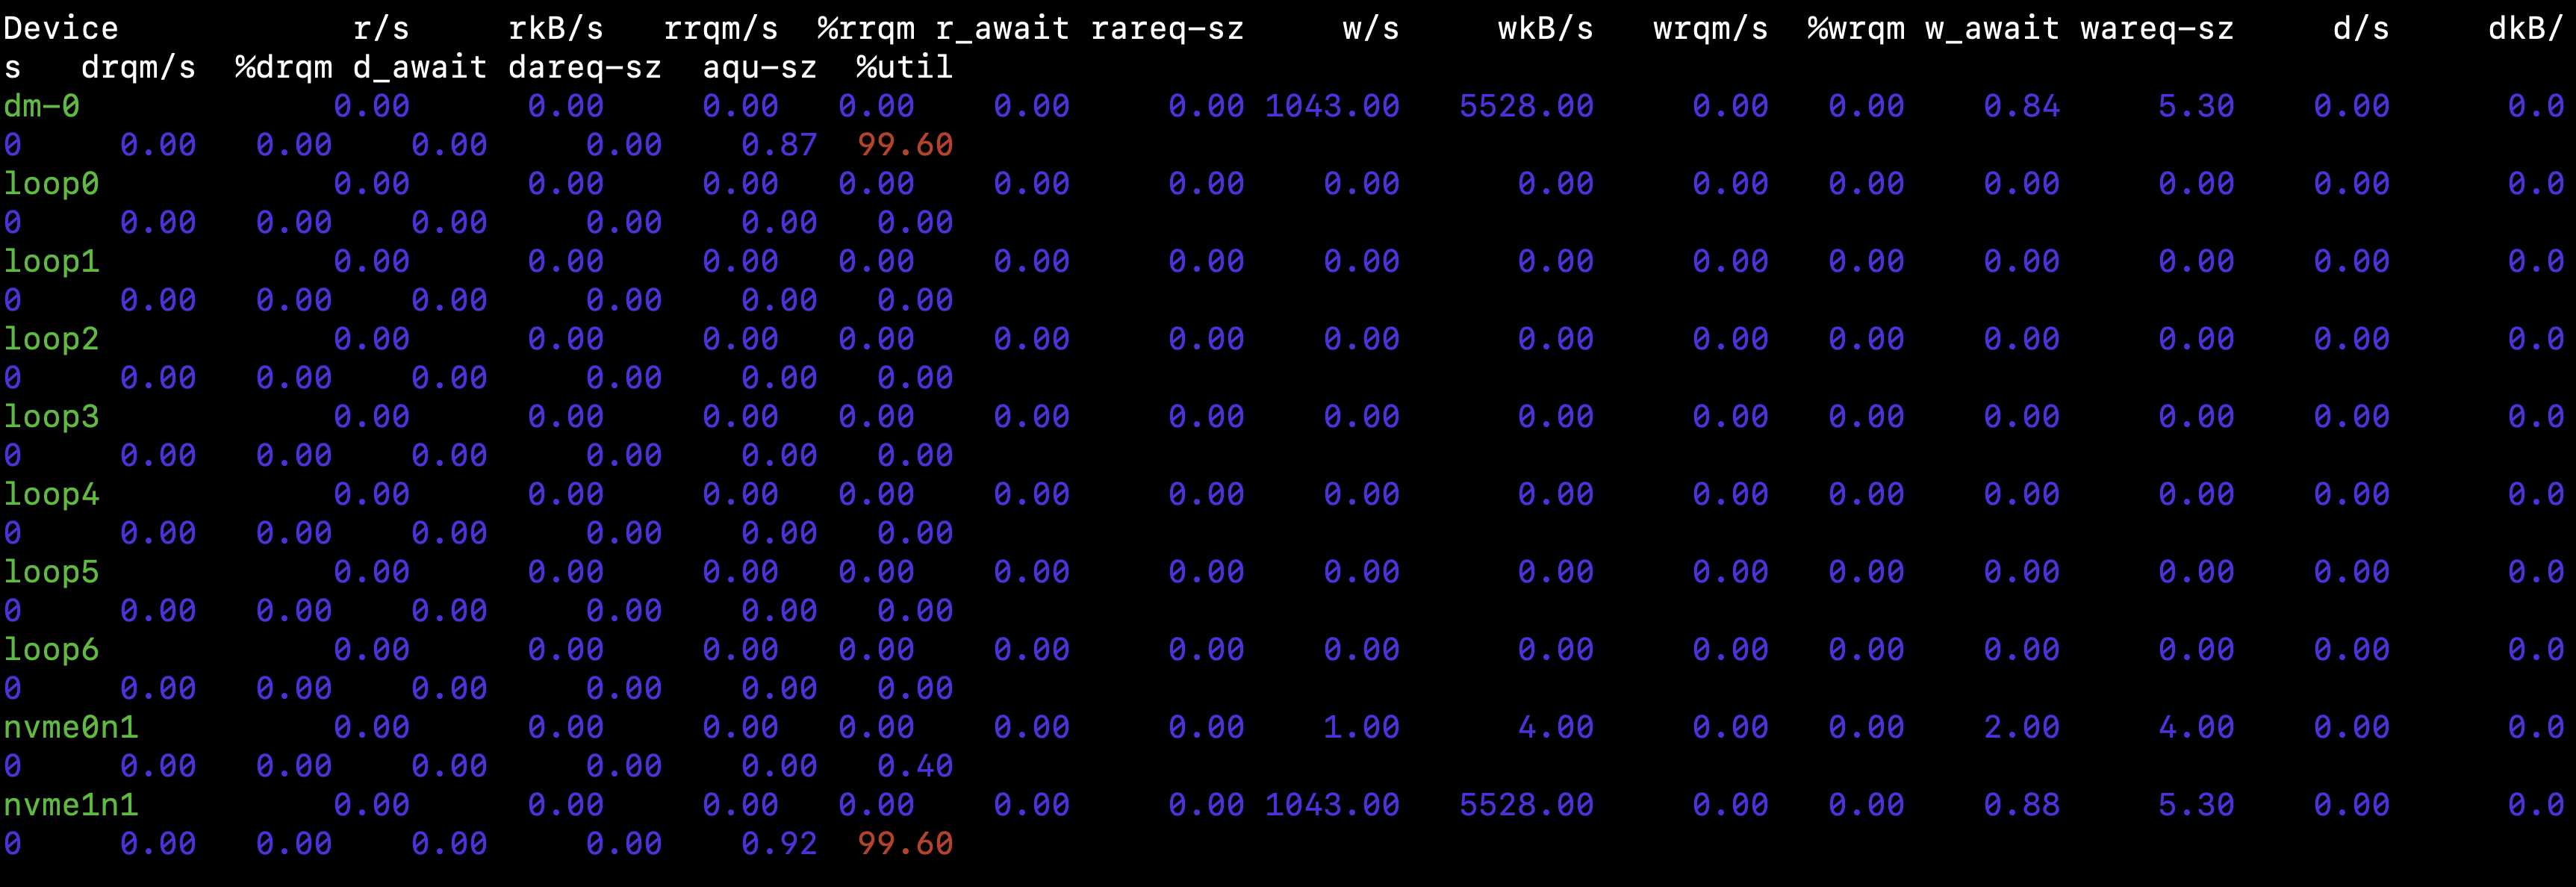 Device r/s rkB/s rrqm/s %rrqm r_await rareq-sz w/s wkB/s wrqm/s %wrqm w_await wareq-sz d/s dkB/
s drqm/s %drqm d_await dareq-sz aqu-sz %util
dm-0 0.00 0.00 0.00 0.00 0.00 0.00 1043.00 5528.00 0.00 0.00 0.84 5.30 0.00 0.0
0 0.00 0.00 0.00 0.00 0.87 99.60
loop0 0.00 0.00 0.00 0.00 0.00 0.00 0.00 0.00 0.00 0.00 0.00 0.00 0.00 0.0
0 0.00 0.00 0.00 0.00 0.00 0.00
loop1 0.00 0.00 0.00 0.00 0.00 0.00 0.00 0.00 0.00 0.00 0.00 0.00 0.00 0.0
0 0.00 0.00 0.00 0.00 0.00 0.00
loop2 0.00 0.00 0.00 0.00 0.00 0.00 0.00 0.00 0.00 0.00 0.00 0.00 0.00 0.0
0 0.00 0.00 0.00 0.00 0.00 0.00
loop3 0.00 0.00 0.00 0.00 0.00 0.00 0.00 0.00 0.00 0.00 0.00 0.00 0.00 0.0
0 0.00 0.00 0.00 0.00 0.00 0.00
loop4 0.00 0.00 0.00 0.00 0.00 0.00 0.00 0.00 0.00 0.00 0.00 0.00 0.00 0.0
0 0.00 0.00 0.00 0.00 0.00 0.00
loop5 0.00 0.00 0.00 0.00 0.00 0.00 0.00 0.00 0.00 0.00 0.00 0.00 0.00 0.0
0 0.00 0.00 0.00 0.00 0.00 0.00
loop6 0.00 0.00 0.00 0.00 0.00 0.00 0.00 0.00 0.00 0.00 0.00 0.00 0.00 0.0
0 0.00 0.00 0.00 0.00 0.00 0.00
nvme0n1 0.00 0.00 0.00 0.00 0.00 0.00 1.00 4.00 0.00 0.00 2.00 4.00 0.00 0.0
0 0.00 0.00 0.00 0.00 0.00 0.40
nvme1n1 0.00 0.00 0.00 0.00 0.00 0.00 1043.00 5528.00 0.00 0.00 0.88 5.30 0.00 0.0
0 0.00 0.00 0.00 0.00 0.92 99.60